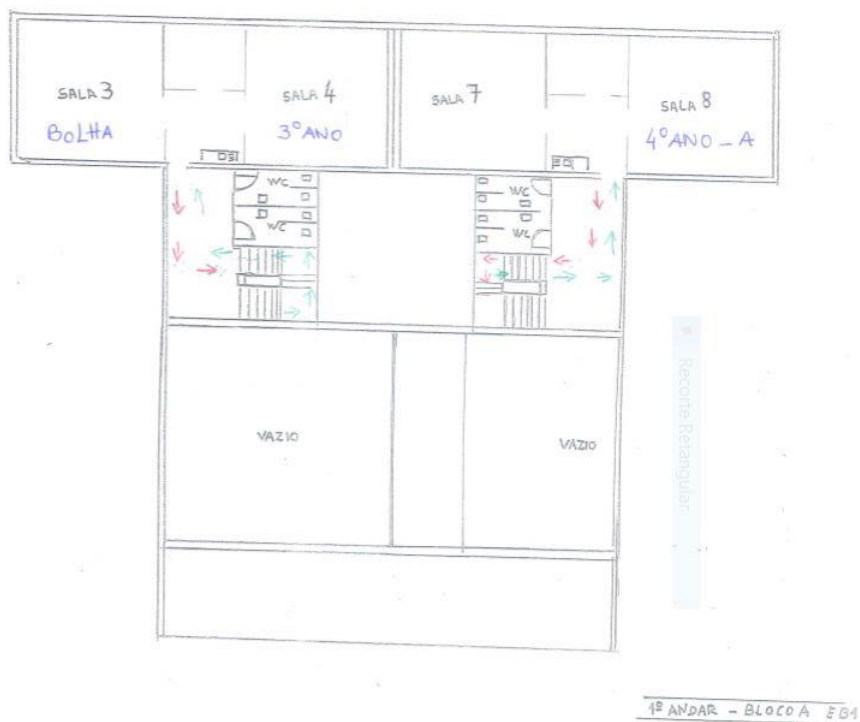 SALA 3
BOLHA
SALA 4
3º ANO
SALA 7
SALA 8
4º ANO - A
WC
WC
WC
WC
VAZIO
VAZIO
Recorte Retangular
1º ANDAR - BLOCO A EB1